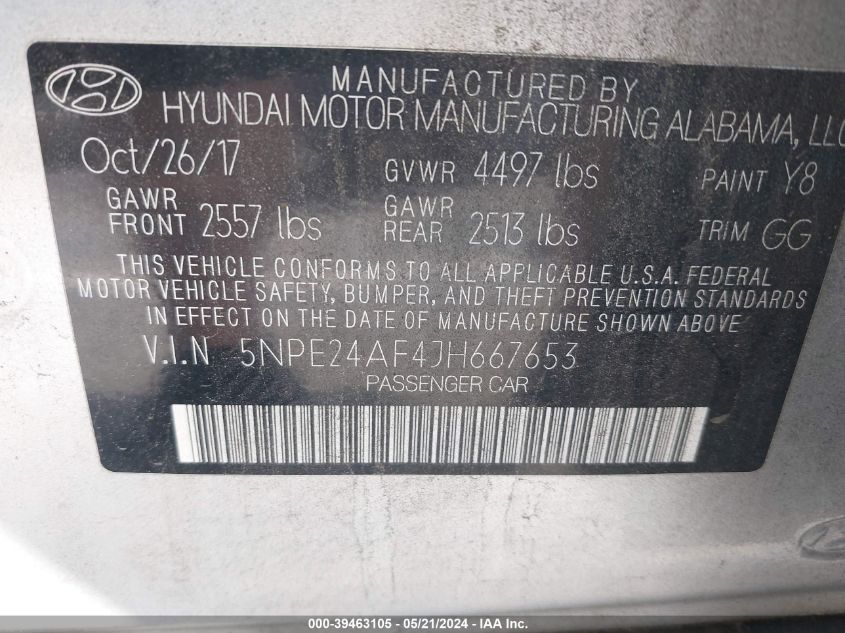 MANUFACTURED BY
HYUNDAI MOTOR MANUFACTURING ALABAMA, LLC
Oct/26/17 GVWR 4497 lbs PAINT Y8
GAWR FRONT 2557 lbs GAWR REAR 2513 lbs TRIM GG
THIS VEHICLE CONFORMS TO ALL APPLICABLE U.S.A. FEDERAL
MOTOR VEHICLE SAFETY, BUMPER, AND THEFT PREVENTION STANDARDS
IN EFFECT ON THE DATE OF MANUFACTURE SHOWN ABOVE
V.I.N 5NPE24AF4JH667653
PASSENGER CAR
000-39463105 - 05/21/2024 - IAA Inc.